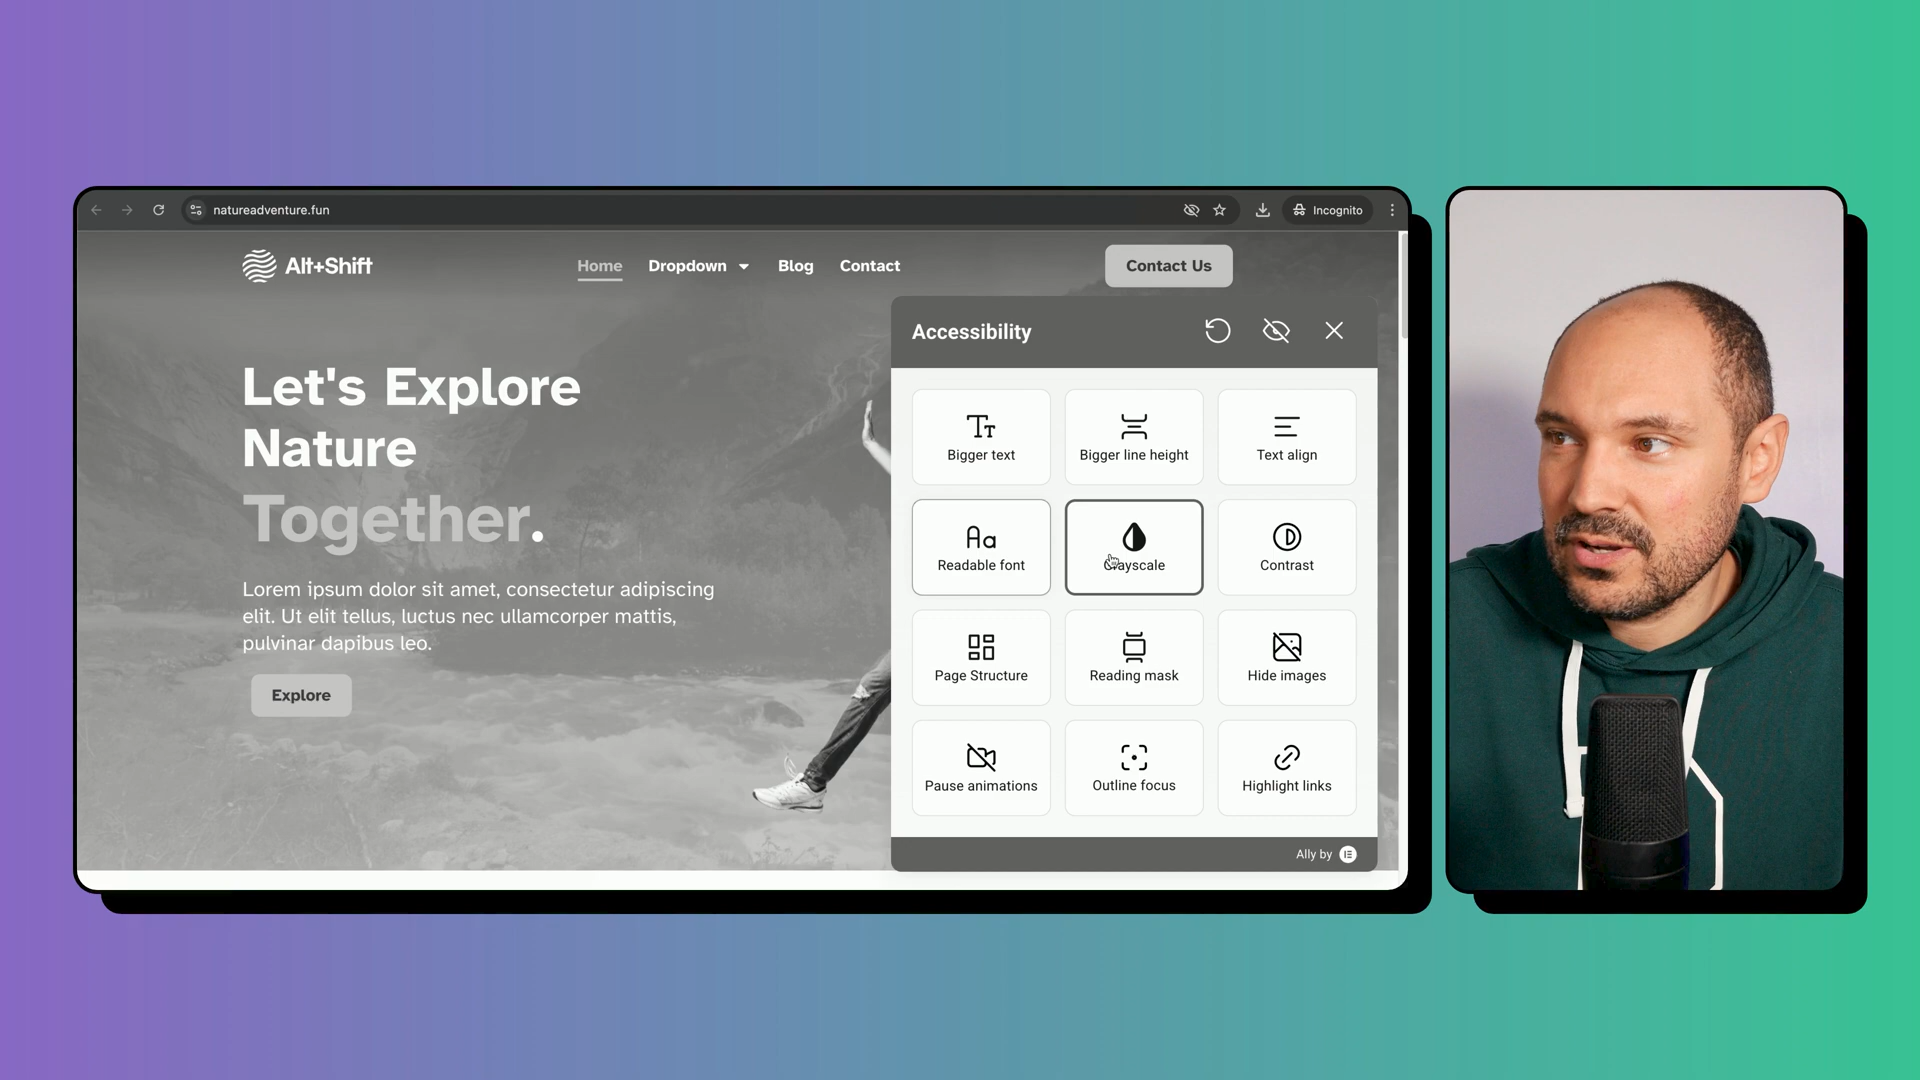 natureadventure.fun
Incognito
Alt+Shift
Home
Dropdown
Blog
Contact
Contact Us
Accessibility
Let's Explore
Nature
Together.
Lorem ipsum dolor sit amet, consectetur adipiscing
elit. Ut elit tellus, luctus nec ullamcorper mattis,
pulvinar dapibus leo.
Explore
Bigger text
Bigger line height
Text align
Readable font
Grayscale
Contrast
Page Structure
Reading mask
Hide images
Pause animations
Outline focus
Highlight links
Ally by